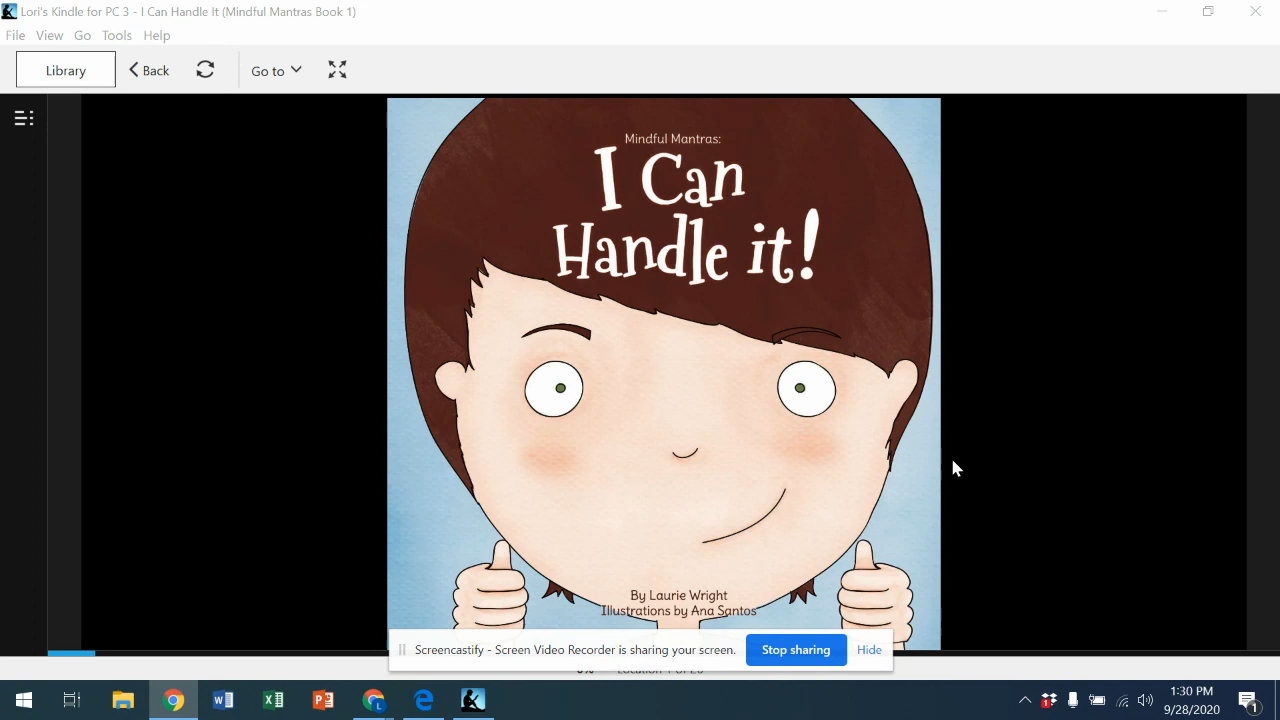 Lori's Kindle for PC 3 - I Can Handle It (Mindful Mantras Book 1)
File View Go Tools Help
Library Back Go to
Mindful Mantras:
I Can
Handle it!
By Laurie Wright
Illustrations by Ana Santos
Screencastify - Screen Video Recorder is sharing your screen. Stop sharing Hide
1:30 PM
9/28/2020
1
1